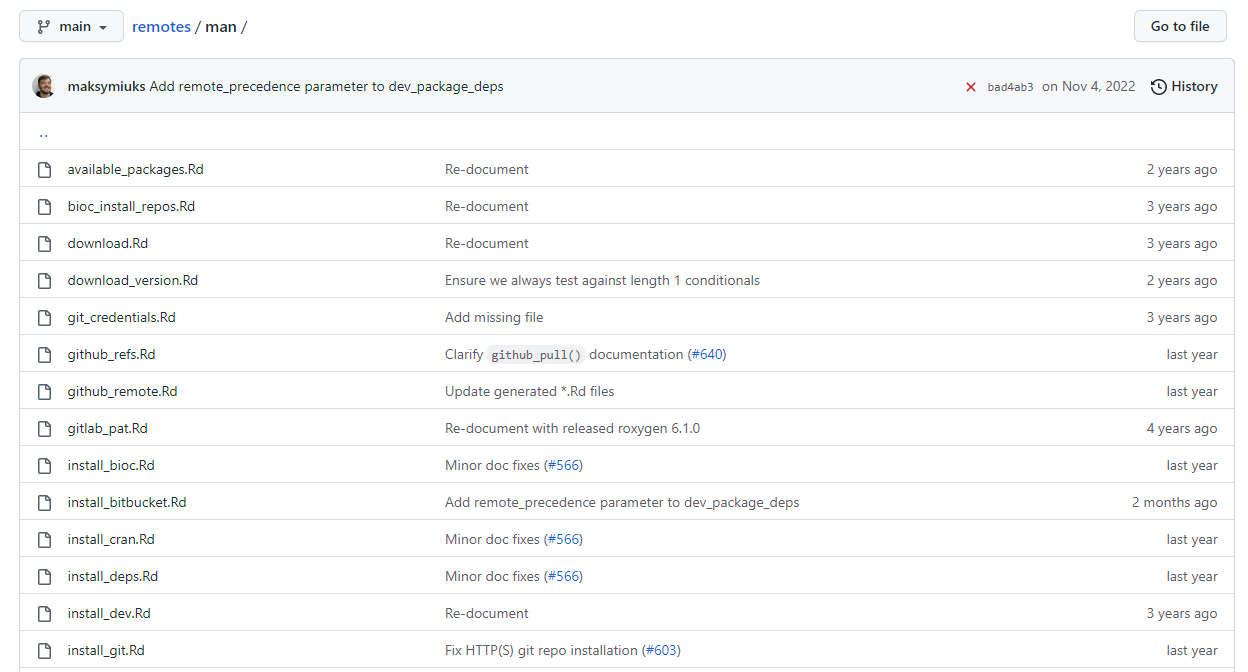 main
remotes / man /
Go to file
maksymiuks Add remote_precedence parameter to dev_package_deps
bad4ab3 on Nov 4, 2022 History
..
available_packages.Rd Re-document 2 years ago
bioc_install_repos.Rd Re-document 3 years ago
download.Rd Re-document 3 years ago
download_version.Rd Ensure we always test against length 1 conditionals 2 years ago
git_credentials.Rd Add missing file 3 years ago
github_refs.Rd Clarify github_pull() documentation (#640) last year
github_remote.Rd Update generated *.Rd files last year
gitlab_pat.Rd Re-document with released roxygen 6.1.0 4 years ago
install_bioc.Rd Minor doc fixes (#566) last year
install_bitbucket.Rd Add remote_precedence parameter to dev_package_deps 2 months ago
install_cran.Rd Minor doc fixes (#566) last year
install_deps.Rd Minor doc fixes (#566) last year
install_dev.Rd Re-document 3 years ago
install_git.Rd Fix HTTP(S) git repo installation (#603) last year